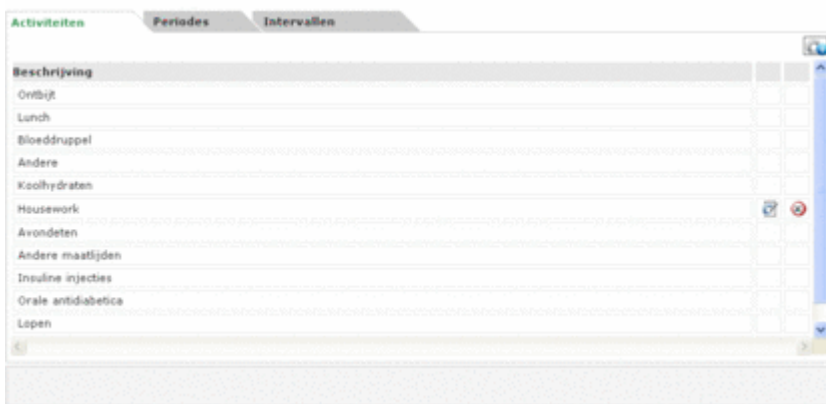 Activiteiten Periodes Intervallen
Beschrijving
Ontbijt
Lunch
Bloeddruppel
Andere
Koolhydraten
Housework
Avondeten
Andere maatlijden
Insuline injecties
Orale antidiabetica
Lopen